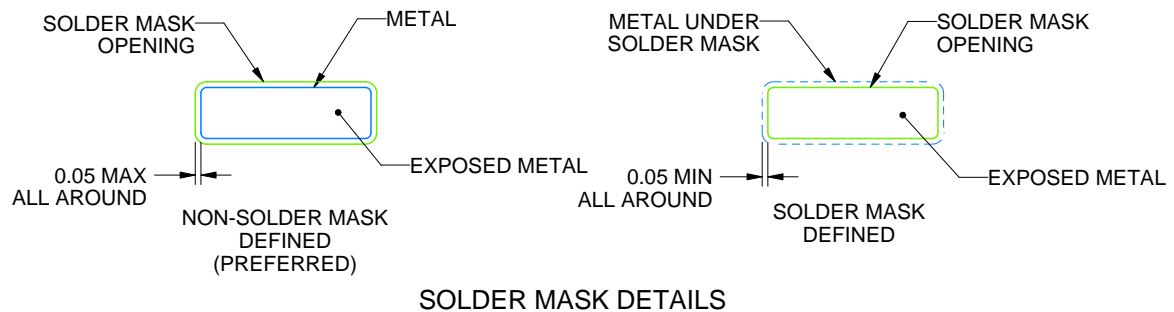 SOLDER MASK
OPENING
METAL
EXPOSED METAL
0.05 MAX
ALL AROUND
NON-SOLDER MASK
DEFINED
(PREFERRED)
METAL UNDER
SOLDER MASK
SOLDER MASK
OPENING
EXPOSED METAL
0.05 MIN
ALL AROUND
SOLDER MASK
DEFINED
SOLDER MASK DETAILS